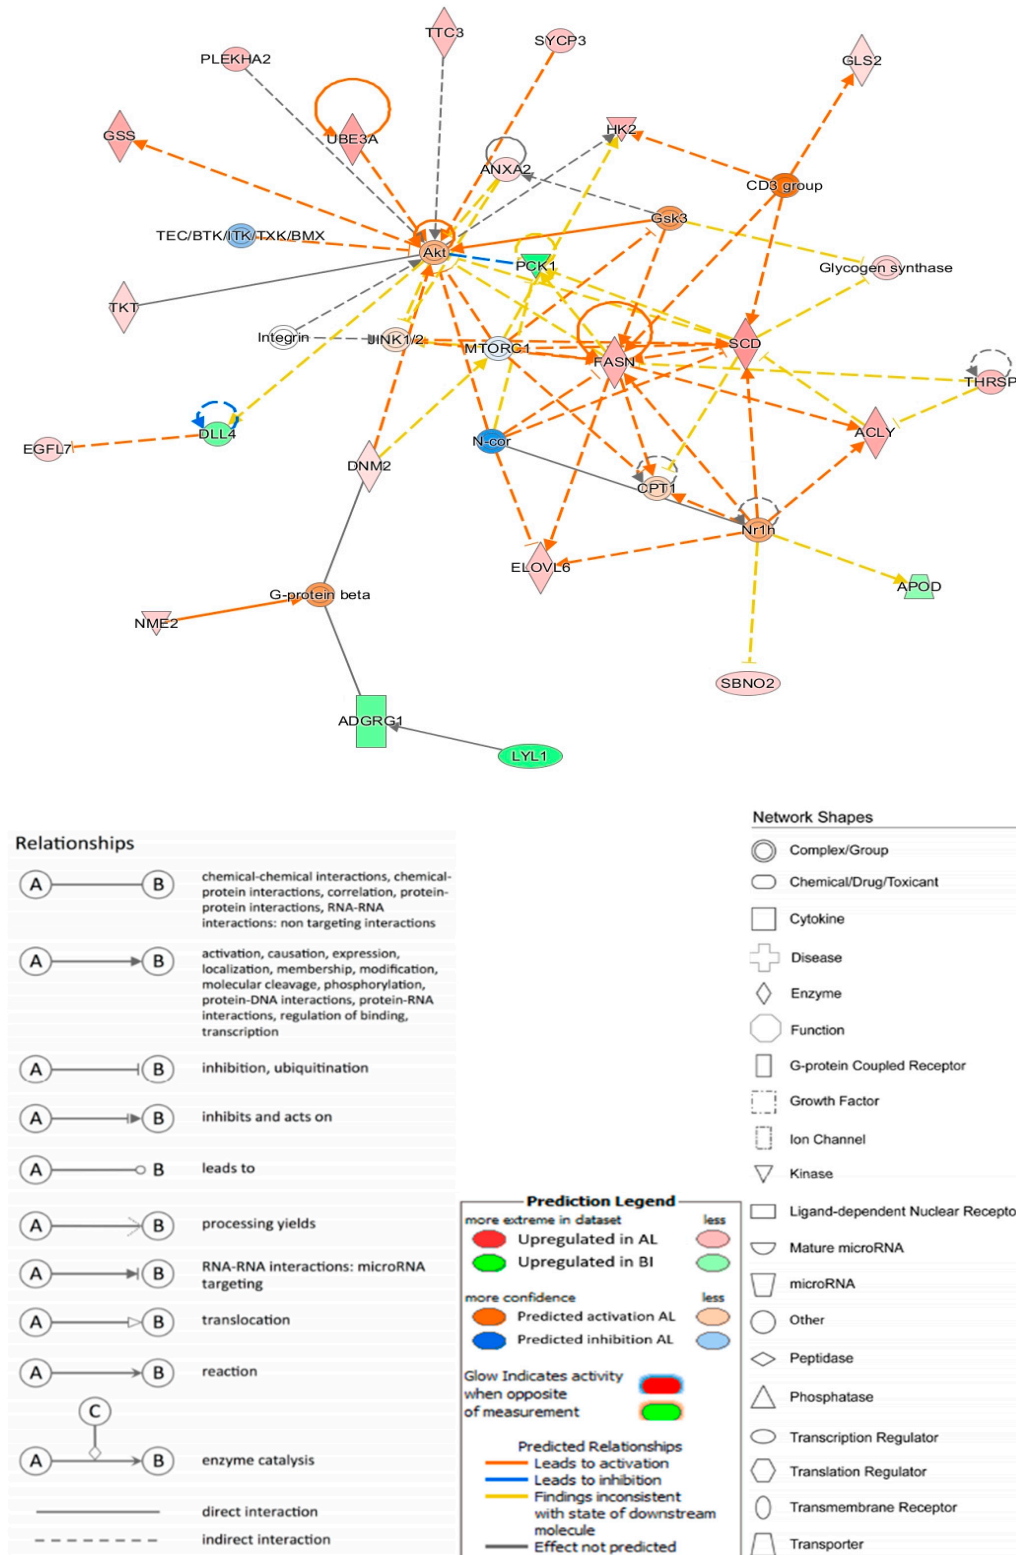 TTC3
SYCP3
PLEKHA2
GLS2
GSS
UBE3A
HK2
ANXA2
CD3 group
Gsk3
TEC/BTK/ITK/TXK/BMX
Akt
PCK1
Glycogen synthase
TKT
Integrin
JINK1/2
MTORC1
FASN
SCD
THRSP
EGFL7
DLL4
DNM2
N-cor
ACLY
CPT1
Nr1h
ELOVL6
APOD
G-protein beta
NME2
SBNO2
ADGRG1
LYL1
Relationships
A B chemical-chemical interactions, chemical-
protein interactions, correlation, protein-
protein interactions, RNA-RNA
interactions: non targeting interactions
A B activation, causation, expression,
localization, membership, modification,
molecular cleavage, phosphorylation,
protein-DNA interactions, protein-RNA
interactions, regulation of binding,
transcription
A B inhibition, ubiquitination
A B inhibits and acts on
A B leads to
A B processing yields
A B RNA-RNA interactions: microRNA
targeting
A B translocation
A B reaction
C
A B enzyme catalysis
direct interaction
indirect interaction
Prediction Legend
more extreme in dataset less
Upregulated in AL
Upregulated in BI
more confidence less
Predicted activation AL
Predicted inhibition AL
Glow Indicates activity
when opposite
of measurement
Predicted Relationships
Leads to activation
Leads to inhibition
Findings inconsistent
with state of downstream
molecule
Effect not predicted
Network Shapes
Complex/Group
Chemical/Drug/Toxicant
Cytokine
Disease
Enzyme
Function
G-protein Coupled Receptor
Growth Factor
Ion Channel
Kinase
Ligand-dependent Nuclear Recepto
Mature microRNA
microRNA
Other
Peptidase
Phosphatase
Transcription Regulator
Translation Regulator
Transmembrane Receptor
Transporter